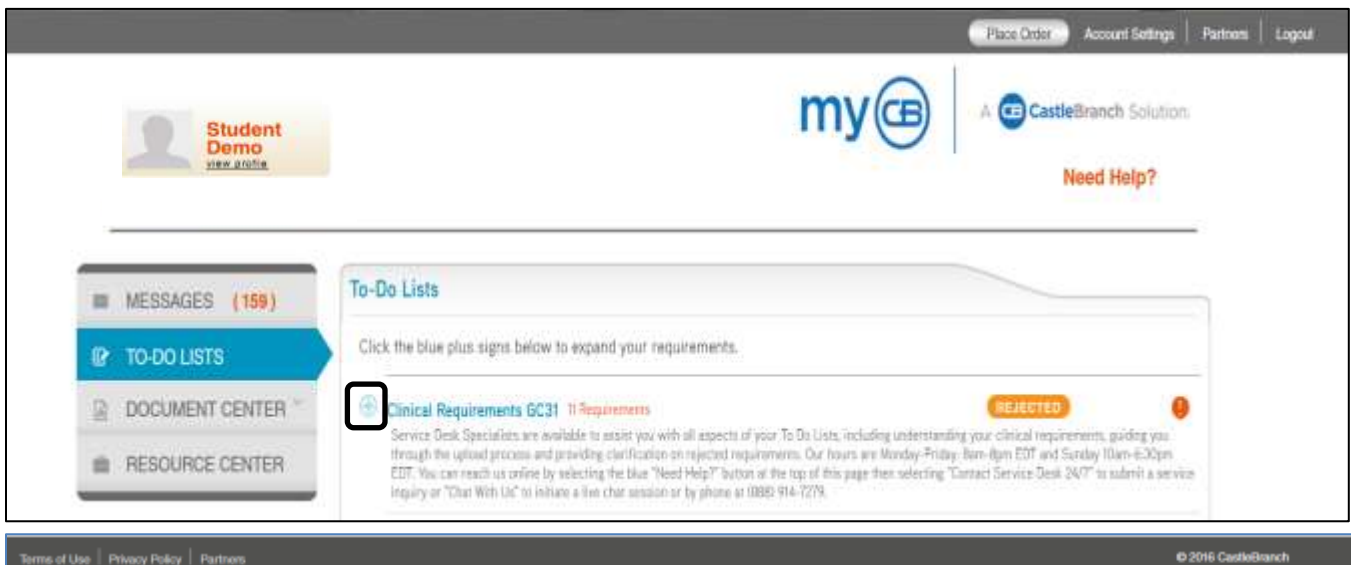 Place Order Account Settings Partners Logout
my CB A CB CastleBranch Solution.
Student
Demo
view profile
Need Help?
MESSAGES (159)
TO-DO LISTS
DOCUMENT CENTER
RESOURCE CENTER
To-Do Lists
Click the blue plus signs below to expand your requirements.
Clinical Requirements GC31 11 Requirements REJECTED !
Service Desk Specialists are available to assist you with all aspects of your To Do Lists, including understanding your clinical requirements, guiding you
through the upload process and providing clarification on rejected requirements. Our hours are Monday-Friday: 8am-8pm EDT and Sunday 10am-6:30pm
EDT. You can reach us online by selecting the blue "Need Help?" button at the top of this page then selecting "Contact Service Desk 24/7" to submit a service
inquiry or "Chat With Us" to initiate a live chat session or by phone at (888) 914-7279.
Terms of Use Privacy Policy Partners © 2016 CastleBranch